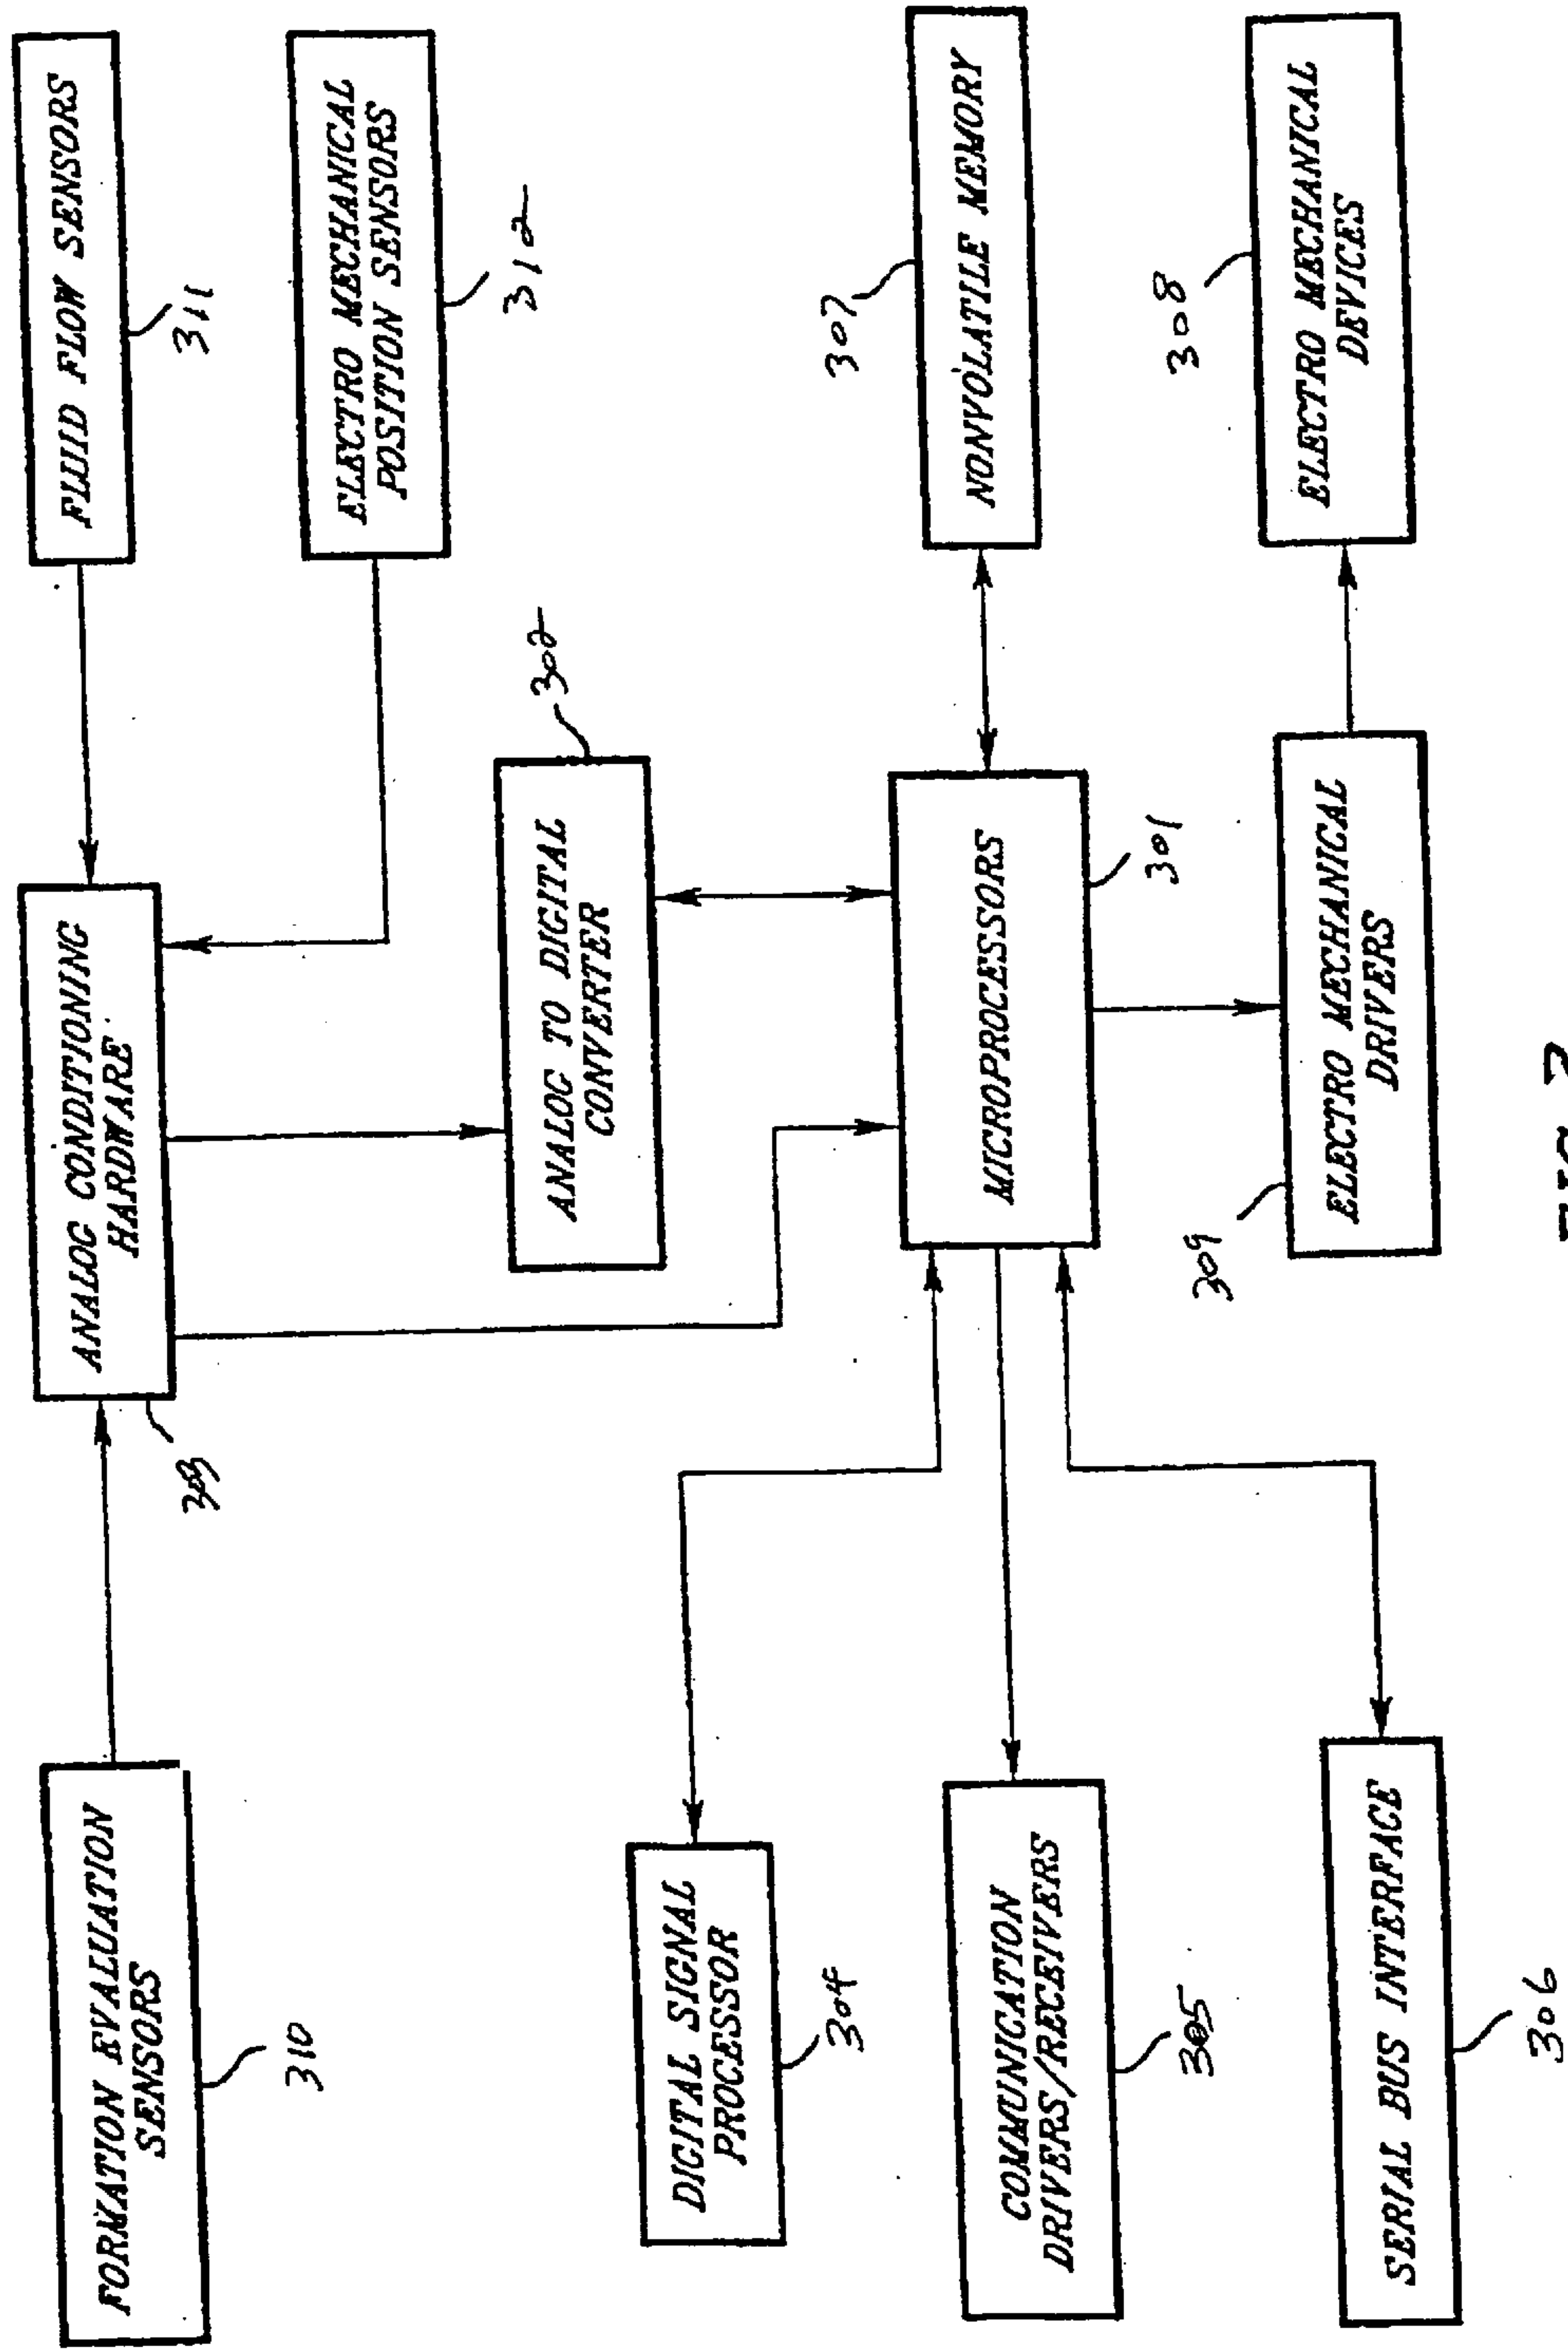 FORMATION EVALUATION
SENSORS
310
ANALOG CONDITIONING
HARDWARE
303
FLUID FLOW SENSORS
311
ELECTRO MECHANICAL
POSITION SENSORS
312
ANALOG TO DIGITAL
CONVERTER
302
DIGITAL SIGNAL
PROCESSOR
304
MICROPROCESSORS
301
NONVOLATILE MEMORY
307
COMMUNICATION
DRIVERS/RECEIVERS
305
SERIAL BUS INTERFACE
306
ELECTRO MECHANICAL
DRIVERS
309
ELECTRO MECHANICAL
DEVICES
308